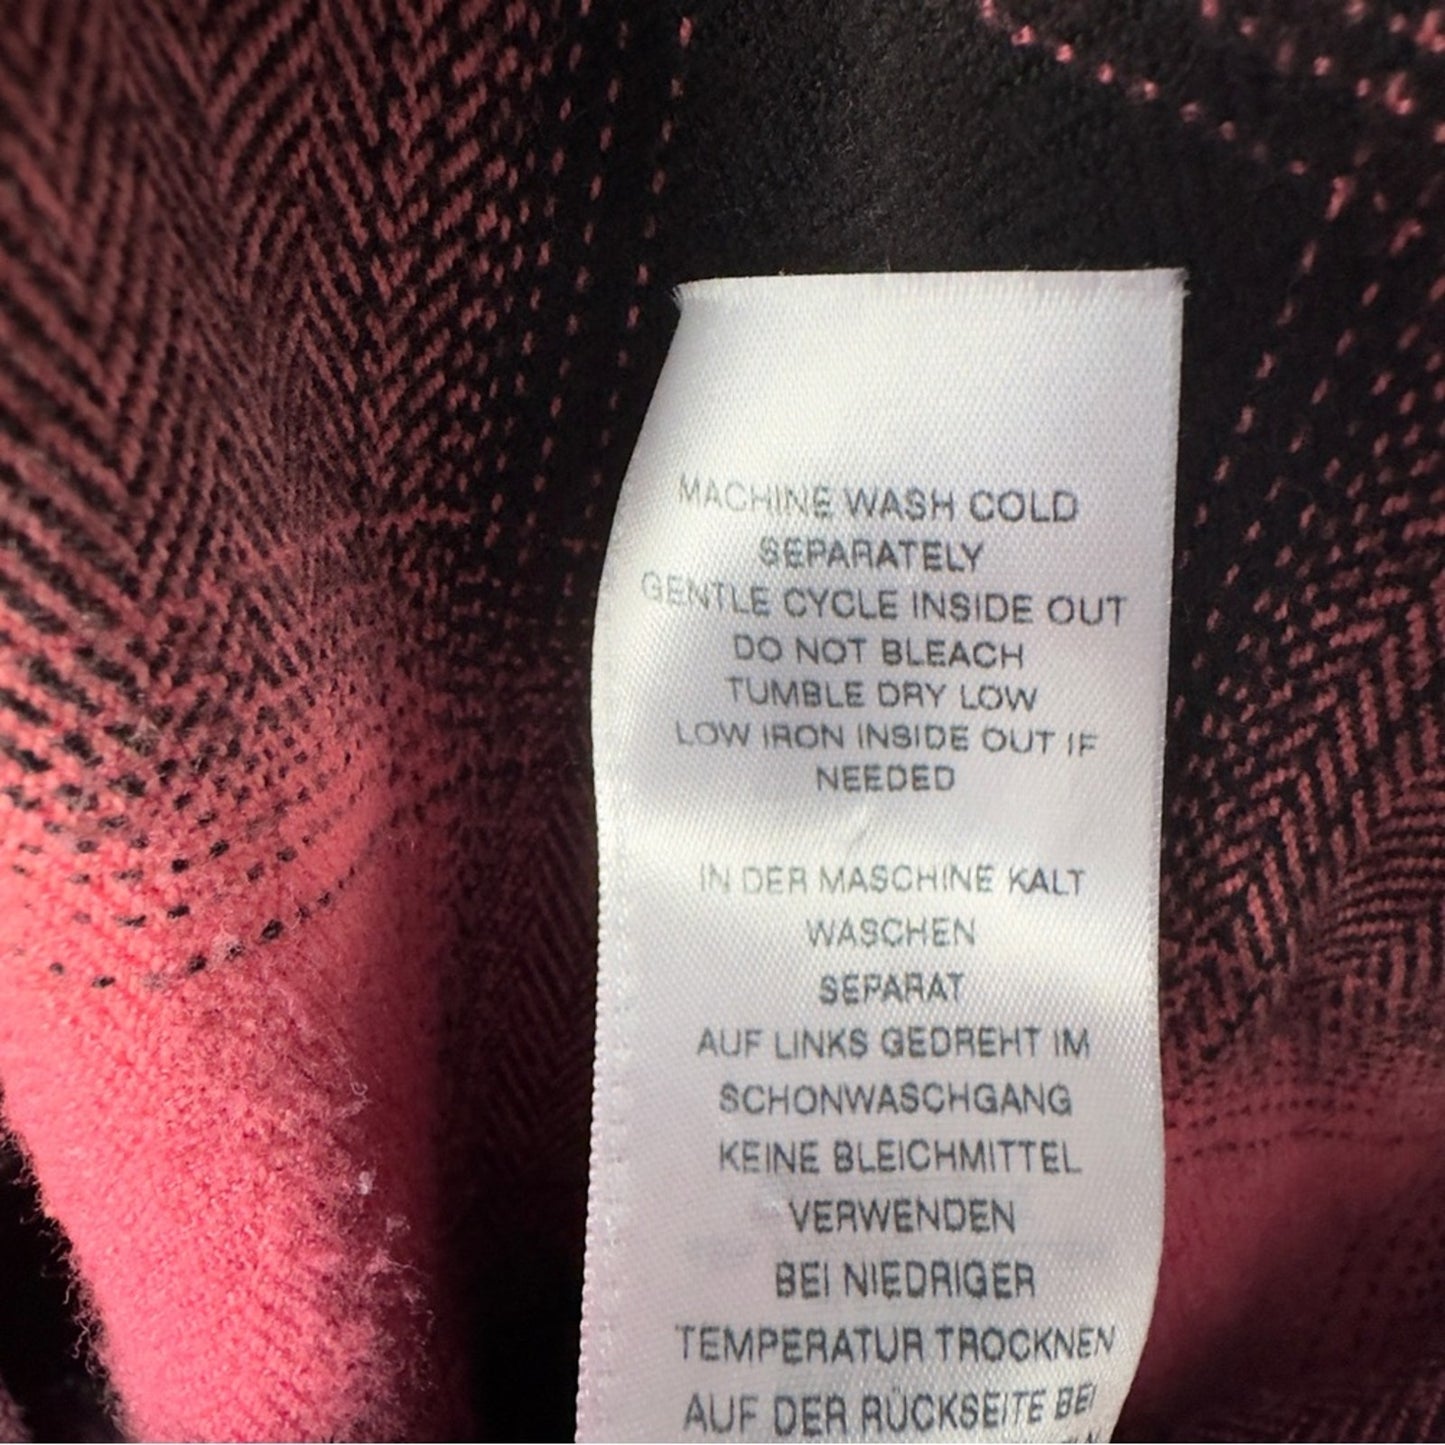 MACHINE WASH COLD
SEPARATELY
GENTLE CYCLE INSIDE OUT
DO NOT BLEACH
TUMBLE DRY LOW
LOW IRON INSIDE OUT IF
NEEDED
IN DER MASCHINE KALT
WASCHEN
SEPARAT
AUF LINKS GEDREHT IM
SCHONWASCHGANG
KEINE BLEICHMITTEL
VERWENDEN
BEI NIEDRIGER
TEMPERATUR TROCKNEN
AUF DER RÜCKSEITE BEI